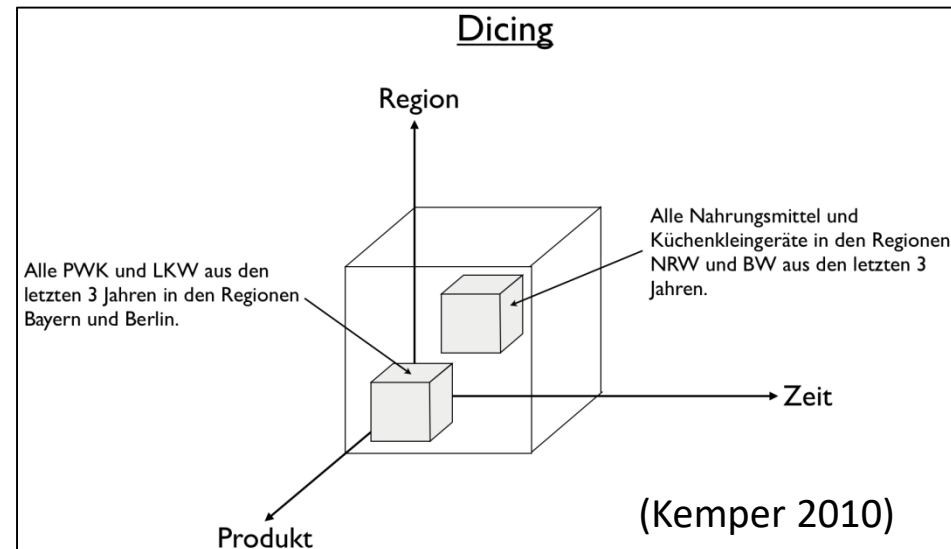 Dicing
Region
Alle Nahrungsmittel und
Küchenkleingeräte in den Regionen
NRW und BW aus den letzten 3
Jahren.
Alle PWK und LKW aus den
letzten 3 Jahren in den Regionen
Bayern und Berlin.
Zeit
Produkt
(Kemper 2010)